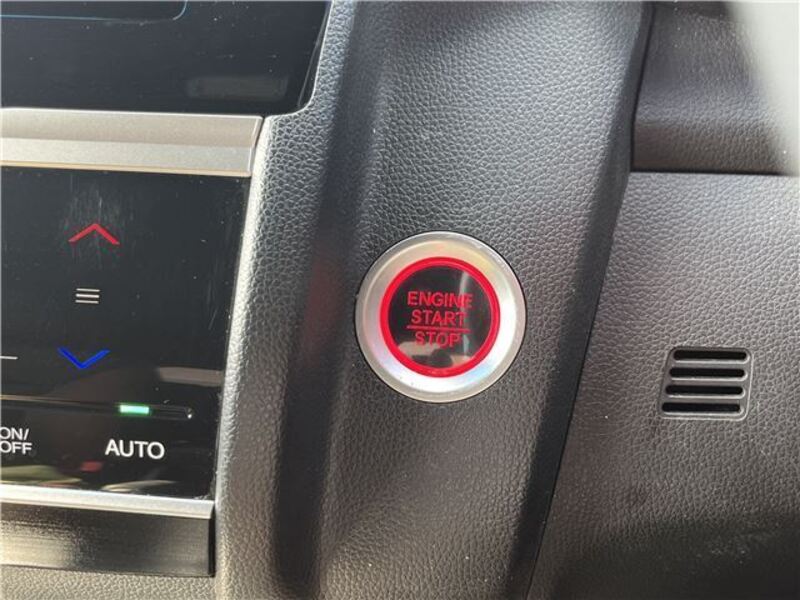 ENGINE
START
STOP
ON/
OFF
AUTO